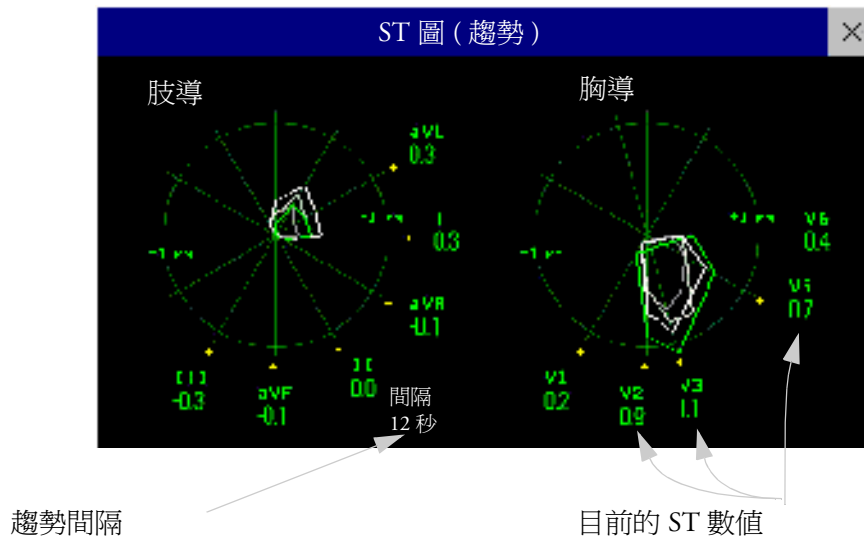 ST 圖 ( 趨勢 )
肢導
胸導
aVL
0.3
I
0.3
aVR
-0.1
II
0.0
aVF
-0.1
III
-0.3
間隔
12 秒
V6
0.4
V5
0.7
V3
1.1
V2
0.9
V1
0.2
趨勢間隔
目前的 ST 數值